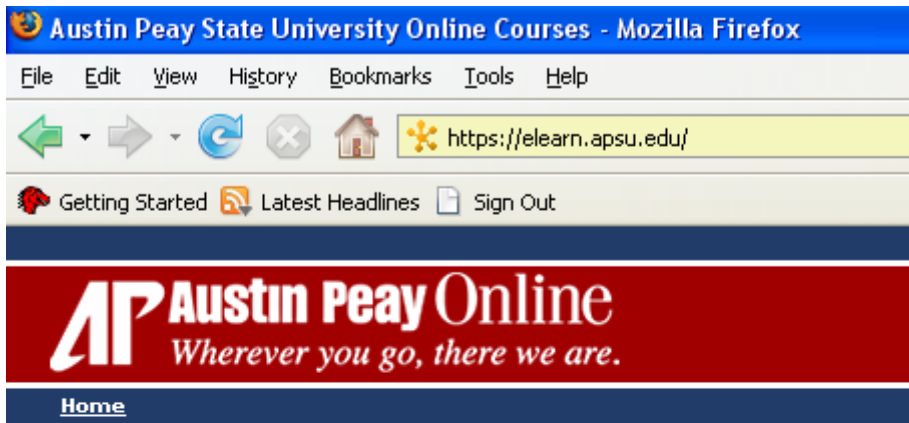 Austin Peay State University Online Courses - Mozilla Firefox
File Edit View History Bookmarks Tools Help
https://elearn.apsu.edu/
Getting Started Latest Headlines Sign Out
AP Austin Peay Online
Wherever you go, there we are.
Home